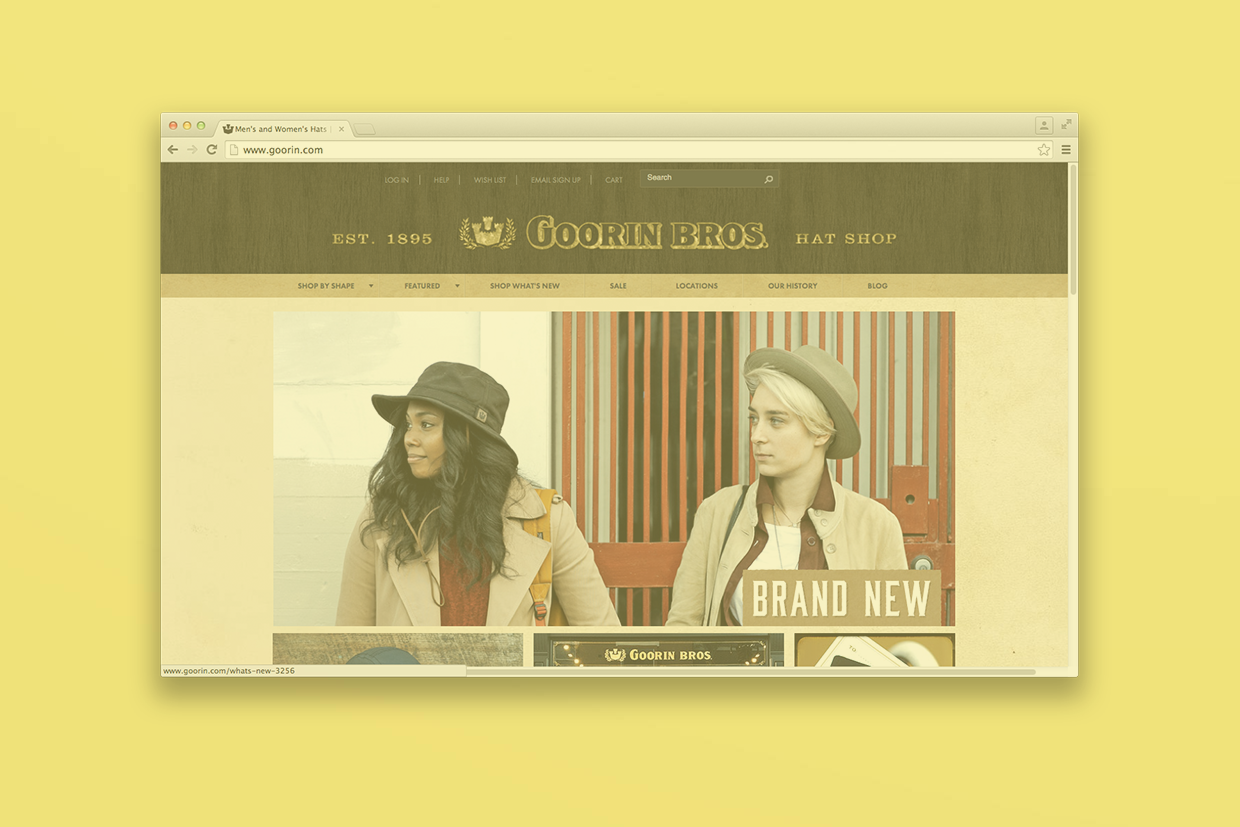 Men's and Women's Hats
www.goorin.com
LOG IN | HELP | WISH LIST | EMAIL SIGN UP | CART Search
EST. 1895 GOORIN BROS. HAT SHOP
SHOP BY SHAPE FEATURED SHOP WHAT'S NEW SALE LOCATIONS OUR HISTORY BLOG
BRAND NEW
GOORIN BROS.
TO
www.goorin.com/whats-new-3256